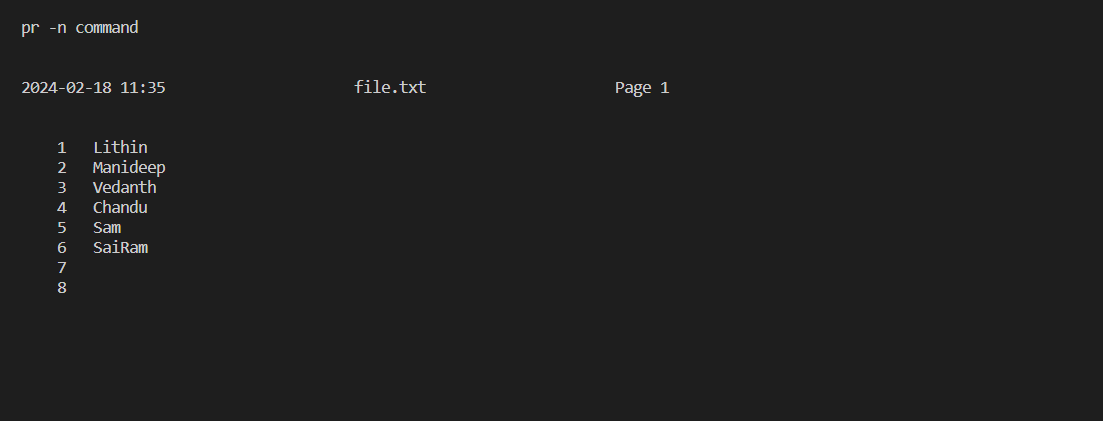 pr -n command
2024-02-18 11:35 file.txt Page 1
1 Lithin
2 Manideep
3 Vedanth
4 Chandu
5 Sam
6 SaiRam
7
8